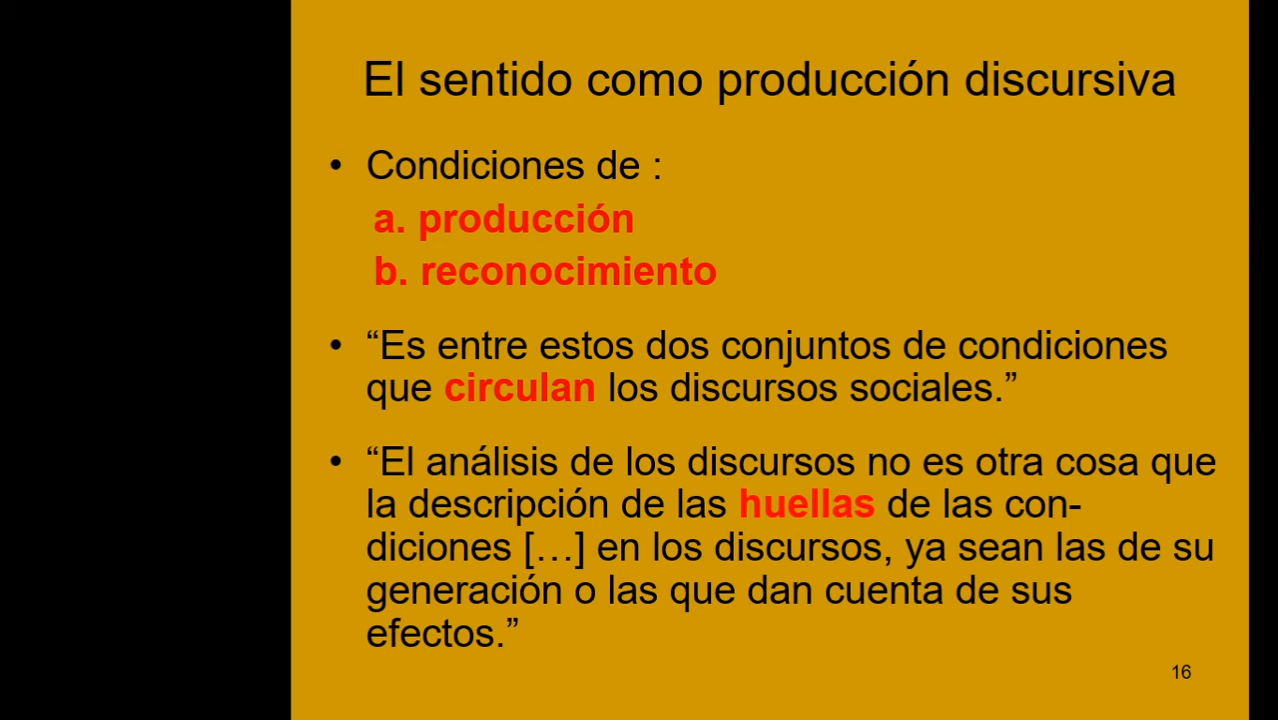 El sentido como producción discursiva
• Condiciones de :
a. producción
b. reconocimiento
• “Es entre estos dos conjuntos de condiciones
que circulan los discursos sociales.”
• “El análisis de los discursos no es otra cosa que
la descripción de las huellas de las con-
diciones […] en los discursos, ya sean las de su
generación o las que dan cuenta de sus
efectos.”
16